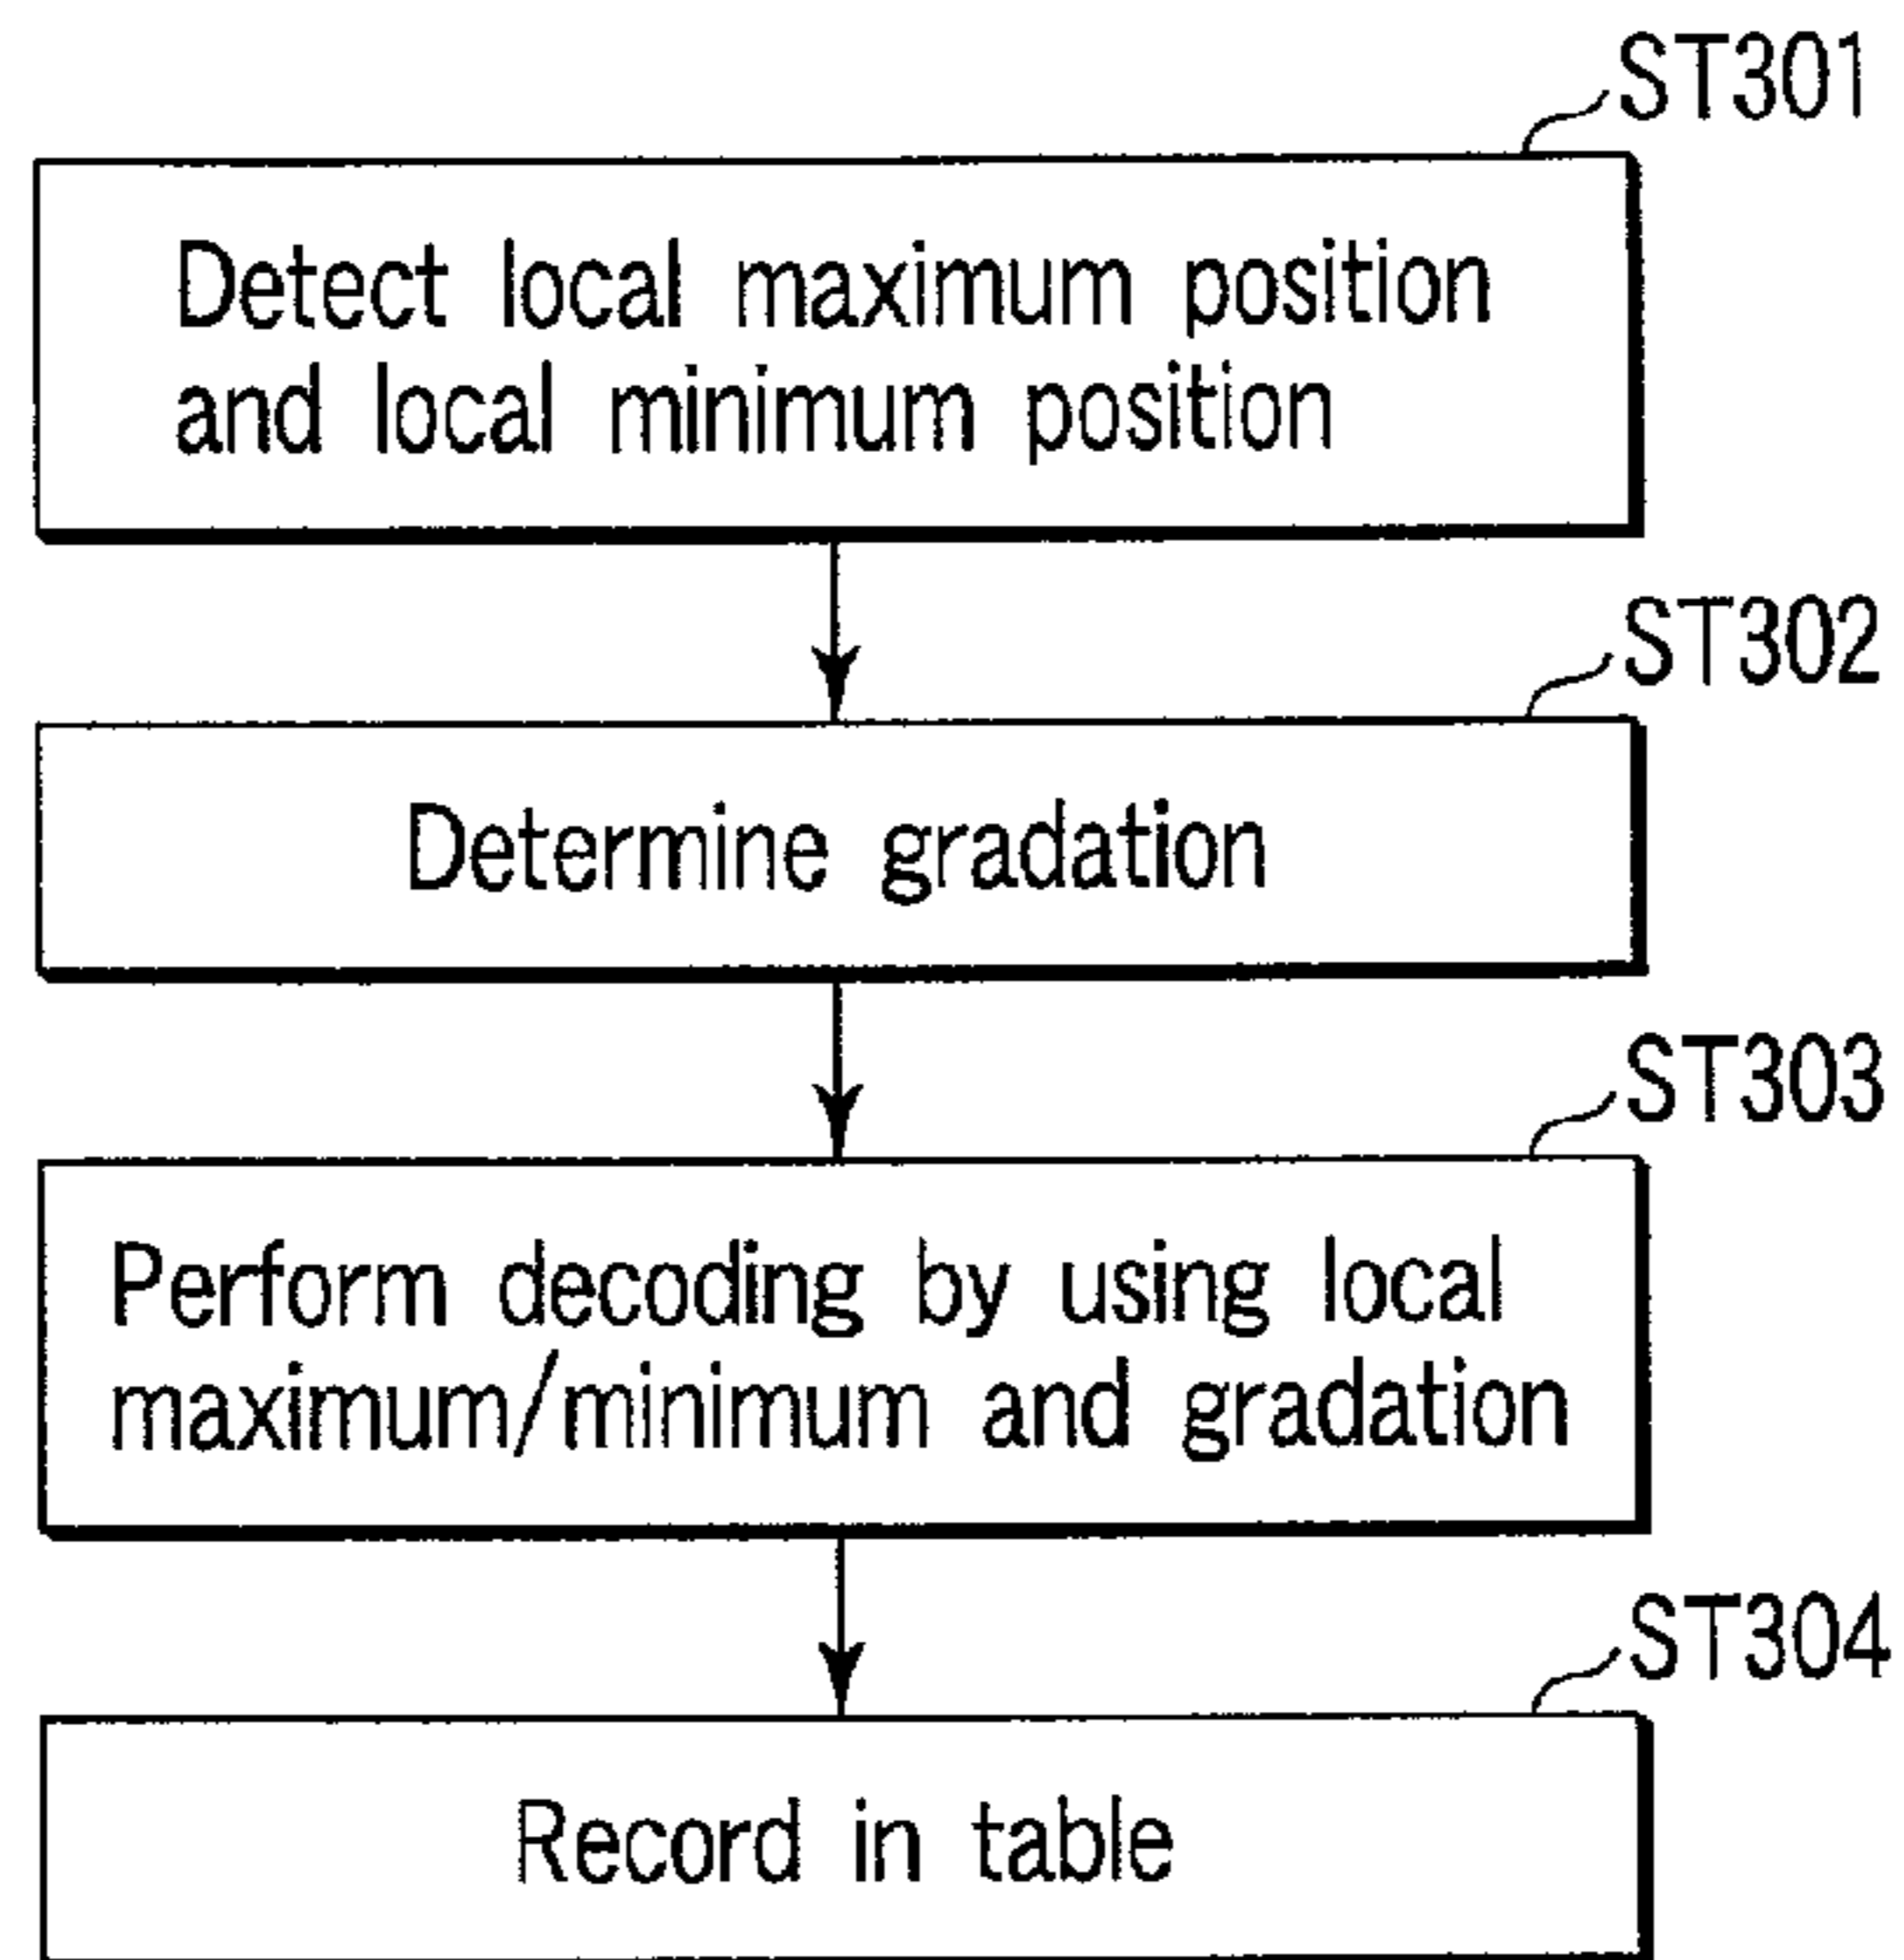 ST301
Detect local maximum position
and local minimum position
ST302
Determine gradation
ST303
Perform decoding by using local
maximum/minimum and gradation
ST304
Record in table